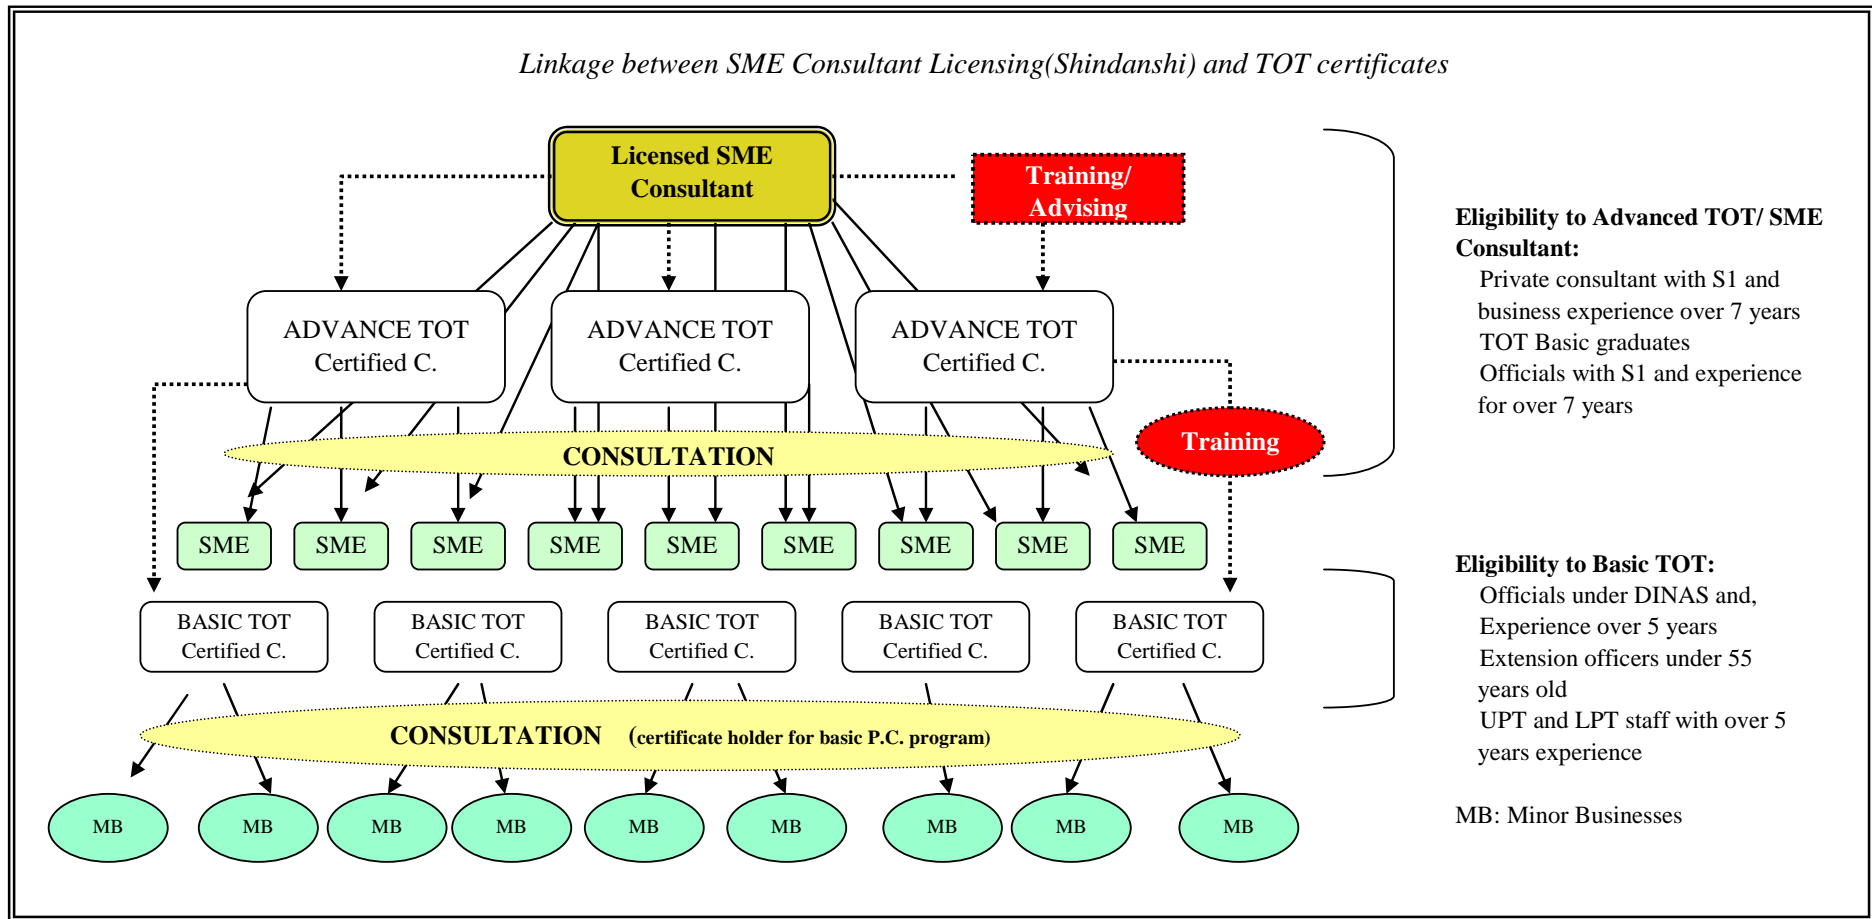 Linkage between SME Consultant Licensing(Shindanshi) and TOT certificates
Licensed SME
Consultant
Training/
Advising
ADVANCE TOT
Certified C.
ADVANCE TOT
Certified C.
ADVANCE TOT
Certified C.
Training
CONSULTATION
SME
SME
SME
SME
SME
SME
SME
SME
SME
BASIC TOT
Certified C.
BASIC TOT
Certified C.
BASIC TOT
Certified C.
BASIC TOT
Certified C.
BASIC TOT
Certified C.
CONSULTATION (certificate holder for basic P.C. program)
MB
MB
MB
MB
MB
MB
MB
MB
MB
Eligibility to Advanced TOT/ SME
Consultant:
Private consultant with S1 and
business experience over 7 years
TOT Basic graduates
Officials with S1 and experience
for over 7 years
Eligibility to Basic TOT:
Officials under DINAS and,
Experience over 5 years
Extension officers under 55
years old
UPT and LPT staff with over 5
years experience
MB: Minor Businesses